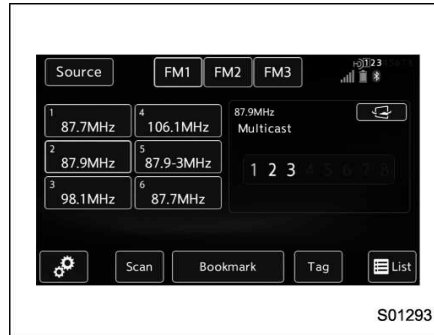 Source FM1 FM2 FM3
HD 123
1 87.7MHz
2 87.9MHz
3 98.1MHz
4 106.1MHz
5 87.9-3MHz
6 87.7MHz
87.9MHz
Multicast
1 2 3 4 5 6 7 8
Scan Bookmark Tag List
S01293